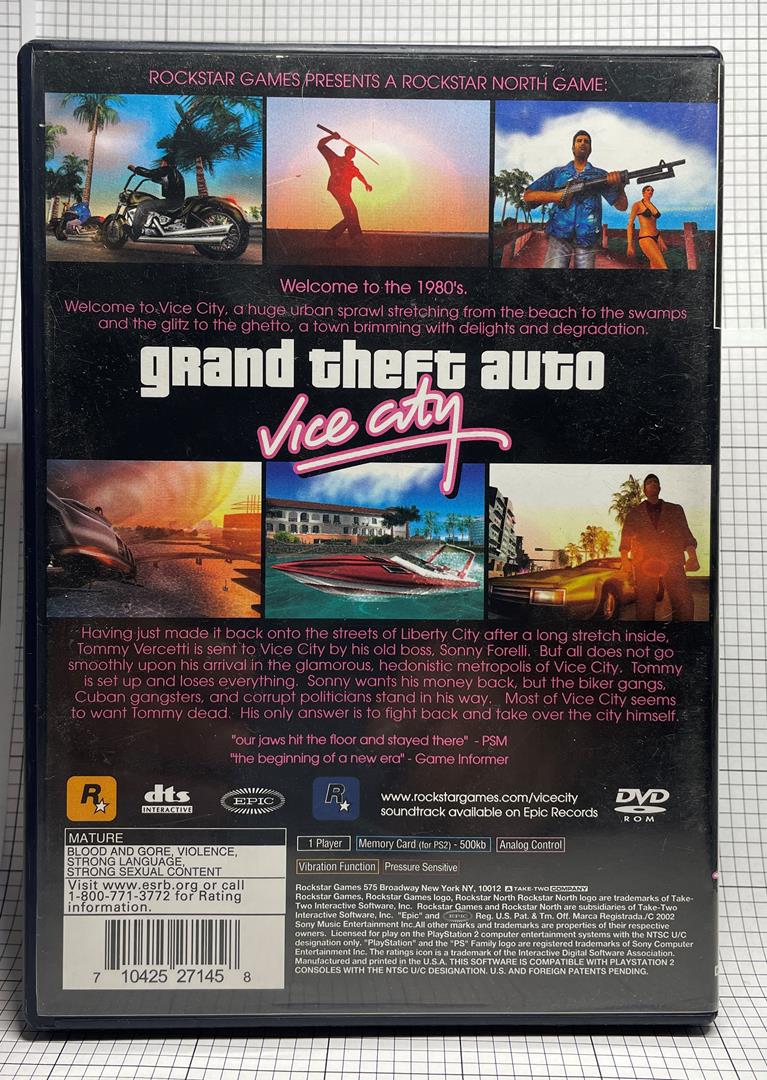 ROCKSTAR GAMES PRESENTS A ROCKSTAR NORTH GAME:
Welcome to the 1980's.
Welcome to Vice City, a huge urban sprawl stretching from the beach to the swamps
and the glitz to the ghetto, a town brimming with delights and degradation.
grand theft auto
Vice City
Having just made it back onto the streets of Liberty City after a long stretch inside,
Tommy Vercetti is sent to Vice City by his old boss, Sonny Forelli. But all does not go
smoothly upon his arrival in the glamorous, hedonistic metropolis of Vice City. Tommy
is set up and loses everything. Sonny wants his money back, but the biker gangs,
Cuban gangsters, and corrupt politicians stand in his way. Most of Vice City seems
to want Tommy dead. His only answer is to fight back and take over the city himself.
"our jaws hit the floor and stayed there" - PSM
"the beginning of a new era" - Game Informer
R dts INTERACTIVE EPIC R
www.rockstargames.com/vicecity
soundtrack available on Epic Records
DVD
ROM
MATURE
BLOOD AND GORE, VIOLENCE,
STRONG LANGUAGE,
STRONG SEXUAL CONTENT
Visit www.esrb.org or call
1-800-771-3772 for Rating
information.
7 10425 27145 8
1 Player Memory Card (for PS2) - 500kb Analog Control
Vibration Function Pressure Sensitive
Rockstar Games 575 Broadway New York NY, 10012 A TAKE-TWO COMPANY
Rockstar Games, Rockstar Games logo, Rockstar North Rockstar North logo are trademarks of Take-
Two Interactive Software, Inc. Rockstar Games and Rockstar North are subsidiaries of Take-Two
Interactive Software, Inc. "Epic" and EPIC Reg. U.S. Pat. & Tm. Off. Marca Registrada./C 2002
Sony Music Entertainment Inc.All other marks and trademarks are properties of their respective
owners. Licensed for play on the PlayStation 2 computer entertainment systems with the NTSC U/C
designation only. "PlayStation" and the "PS" Family logo are registered trademarks of Sony Computer
Entertainment Inc. The ratings icon is a trademark of the Interactive Digital Software Association.
Manufactured and printed in the U.S.A. THIS SOFTWARE IS COMPATIBLE WITH PLAYSTATION 2
CONSOLES WITH THE NTSC U/C DESIGNATION. U.S. AND FOREIGN PATENTS PENDING.